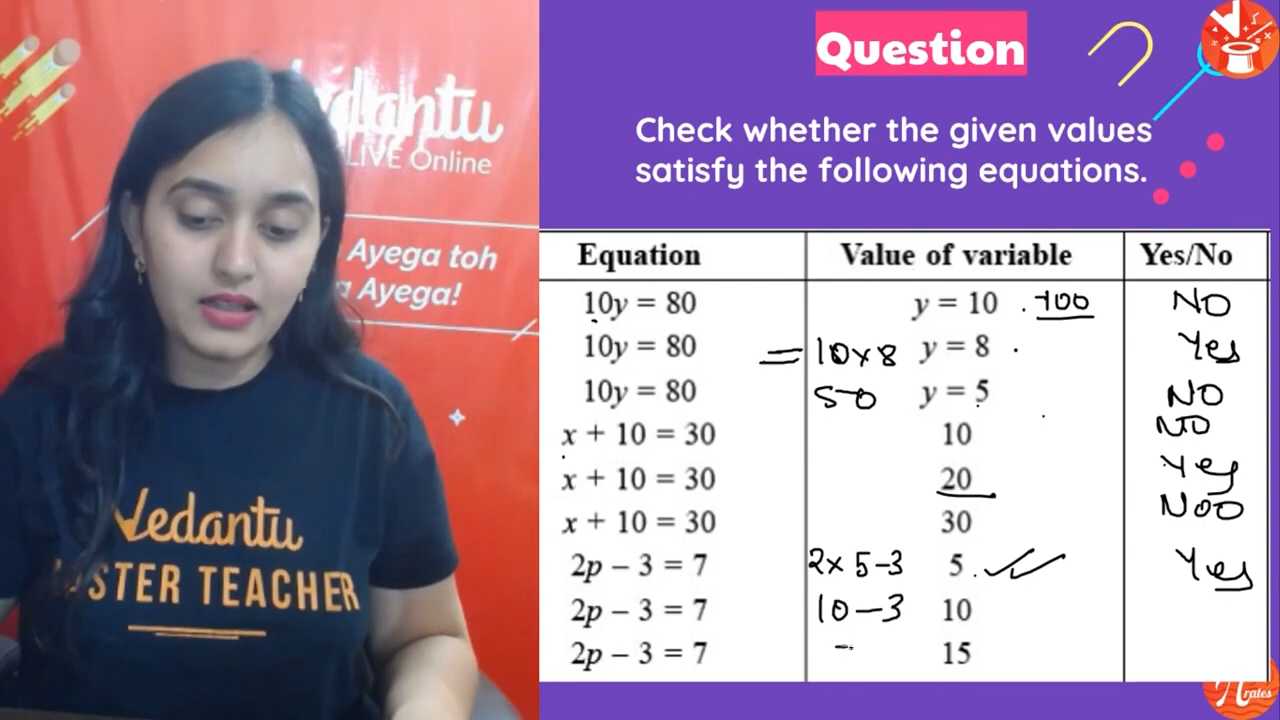 Vedantu
LIVE Online
Ayega toh
Ayega!
Vedantu
STER TEACHER
Question
Check whether the given values
satisfy the following equations.
Equation Value of variable Yes/No
10y = 80 y = 10 100 NO
10y = 80 = 10×8 y = 8 Yes
10y = 80 50 y = 5 NO
x + 10 = 30 10 NO
x + 10 = 30 20 Yes
x + 10 = 30 30 Noo
2p – 3 = 7 2× 5-3 5 Yes
2p – 3 = 7 10-3 10
2p – 3 = 7 - 15
rates